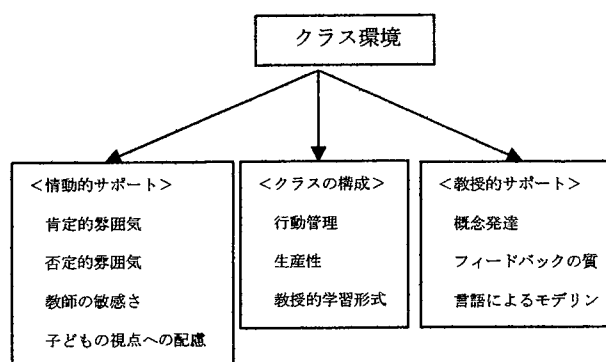 クラス環境
<情動的サポート>
肯定的雰囲気
否定的雰囲気
教師の敏感さ
子どもの視点への配慮
<クラスの構成>
行動管理
生産性
教授的学習形式
<教授的サポート>
概念発達
フィードバックの質
言語によるモデリン